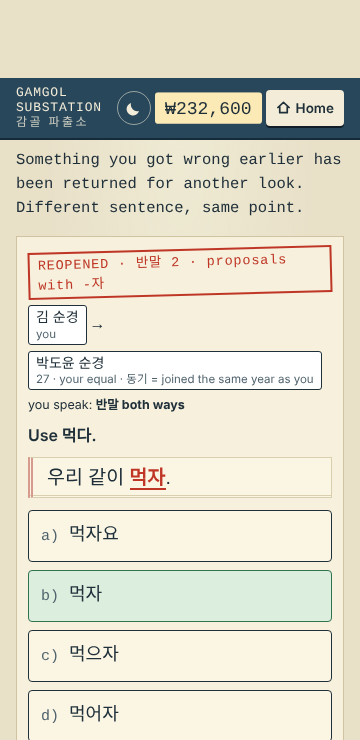 GAMGOL
SUBSTATION
감골 파출소
₩232,600
Home
Something you got wrong earlier has
been returned for another look.
Different sentence, same point.
REOPENED · 반말 2 · proposals
with -자
김 순경
you
→
박도윤 순경
27 · your equal · 동기 = joined the same year as you
you speak: 반말 both ways
Use 먹다.
우리 같이 먹자.
a) 먹자요
b) 먹자
c) 먹으자
d) 먹어자